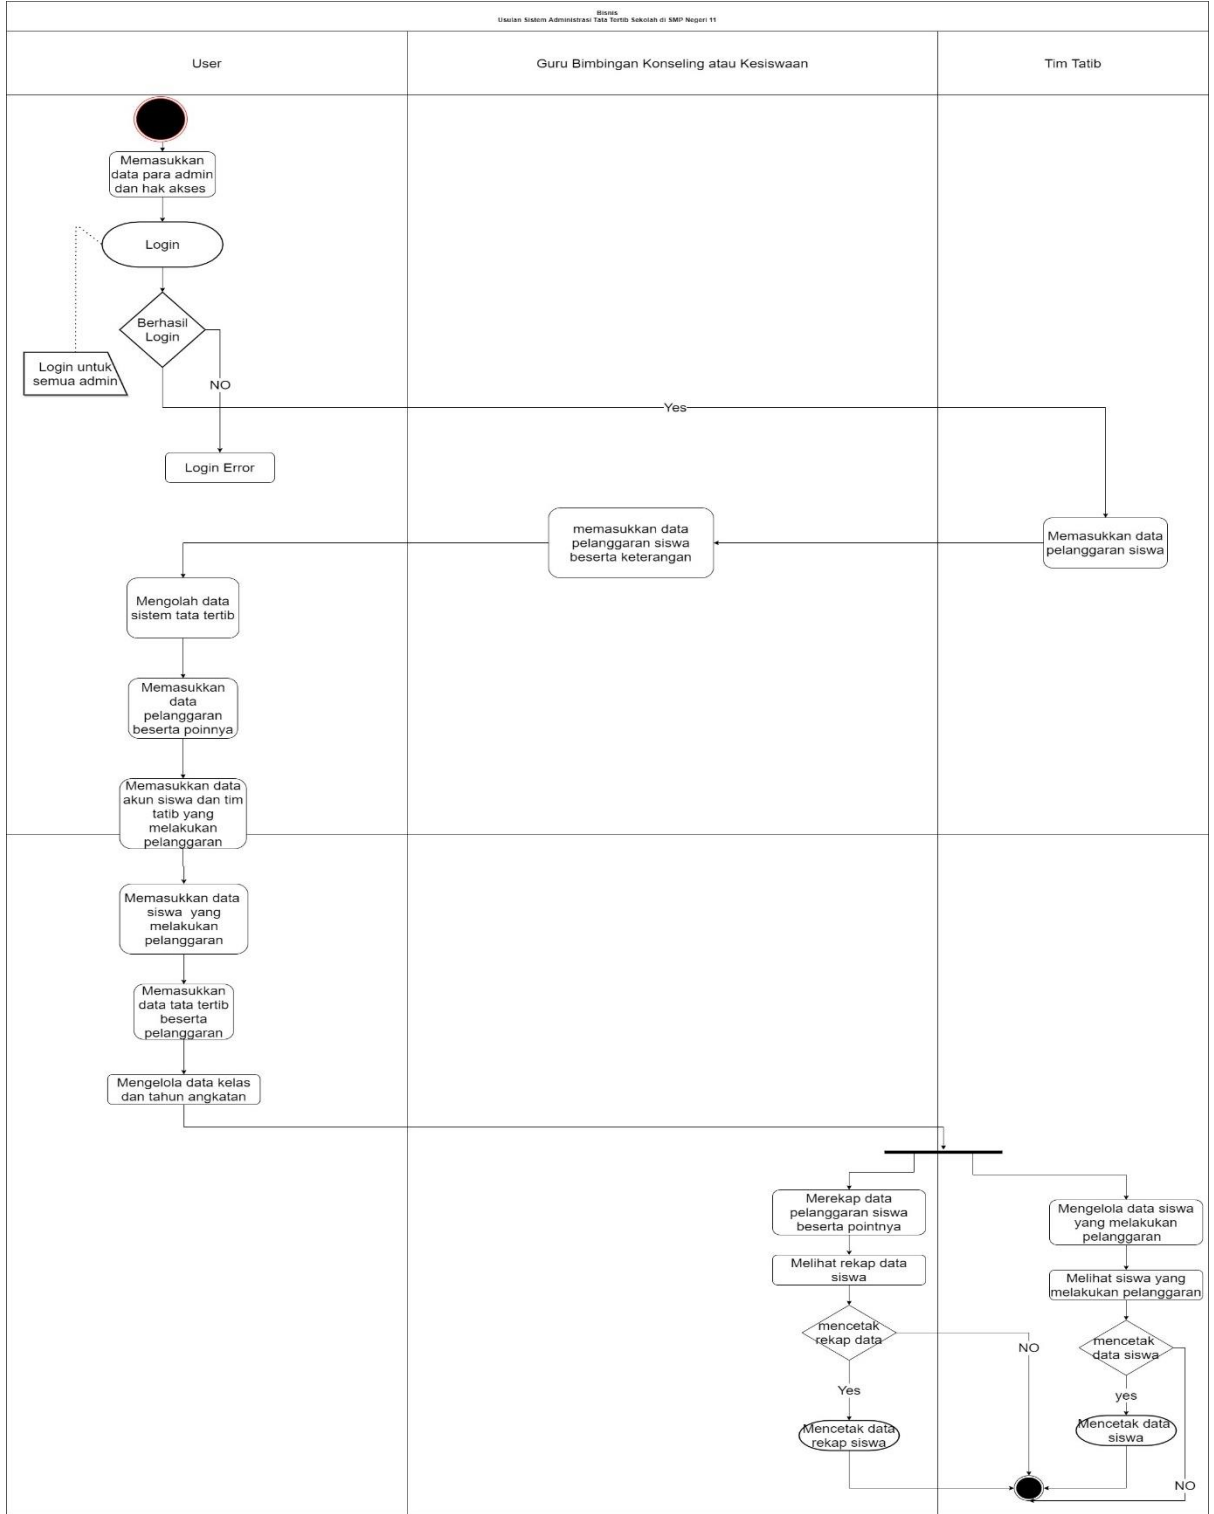 Bisnis
Usulan Sistem Administrasi Tata Tertib Sekolah di SMP Negeri 11
User
Guru Bimbingan Konseling atau Kesiswaan
Tim Tatib
Memasukkan
data para admin
dan hak akses
Login
Berhasil
Login
Login untuk
semua admin
NO
Yes
Login Error
memasukkan data
pelanggaran siswa
beserta keterangan
Memasukkan data
pelanggaran siswa
Mengolah data
sistem tata tertib
Memasukkan
data
pelanggaran
beserta poinnya
Memasukkan data
akun siswa dan tim
tatib yang
melakukan
pelanggaran
Memasukkan data
siswa yang
melakukan
pelanggaran
Memasukkan
data tata tertib
beserta
pelanggaran
Mengelola data kelas
dan tahun angkatan
Merekap data
pelanggaran siswa
beserta pointnya
Mengelola data siswa
yang melakukan
pelanggaran
Melihat rekap data
siswa
Melihat siswa yang
melakukan pelanggaran
mencetak
rekap data
NO
mencetak
data siswa
Yes
yes
Mencetak data
rekap siswa
Mencetak data
siswa
NO